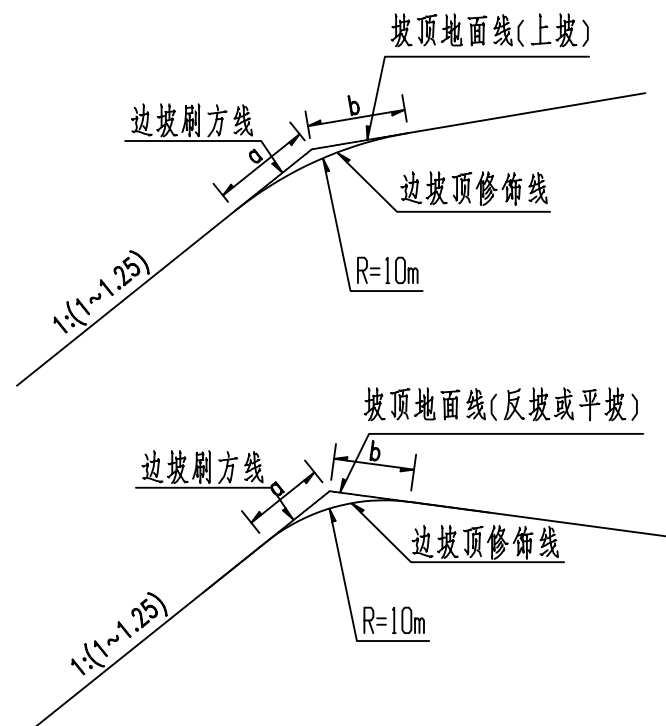 坡顶地面线(上坡)
b
边坡刷方线
a
边坡顶修饰线
R=10m
1:(1~1.25)
坡顶地面线(反坡或平坡)
b
边坡刷方线
a
边坡顶修饰线
R=10m
1:(1~1.25)